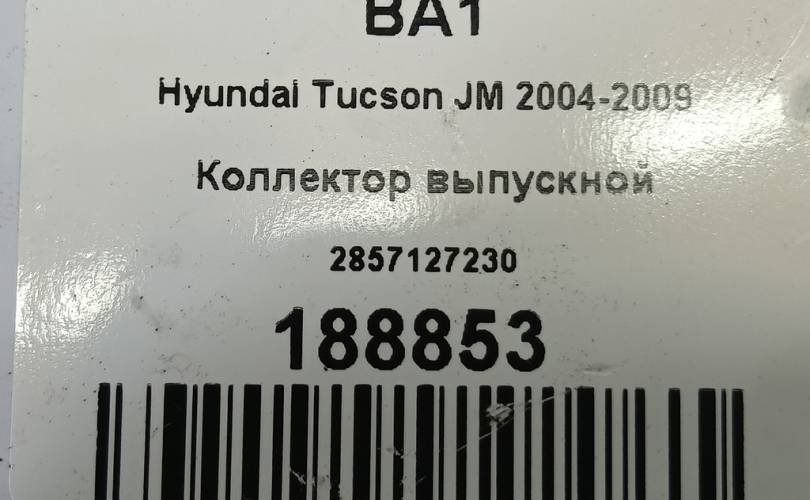 BA1
Hyundai Tucson JM 2004-2009
Коллектор выпускной
2857127230
188853